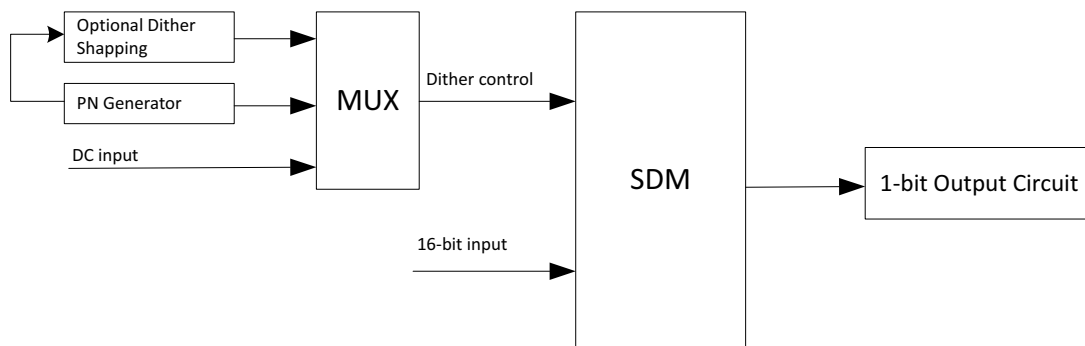 Optional Dither
Shapping
PN Generator
DC input
MUX
Dither control
16-bit input
SDM
1-bit Output Circuit